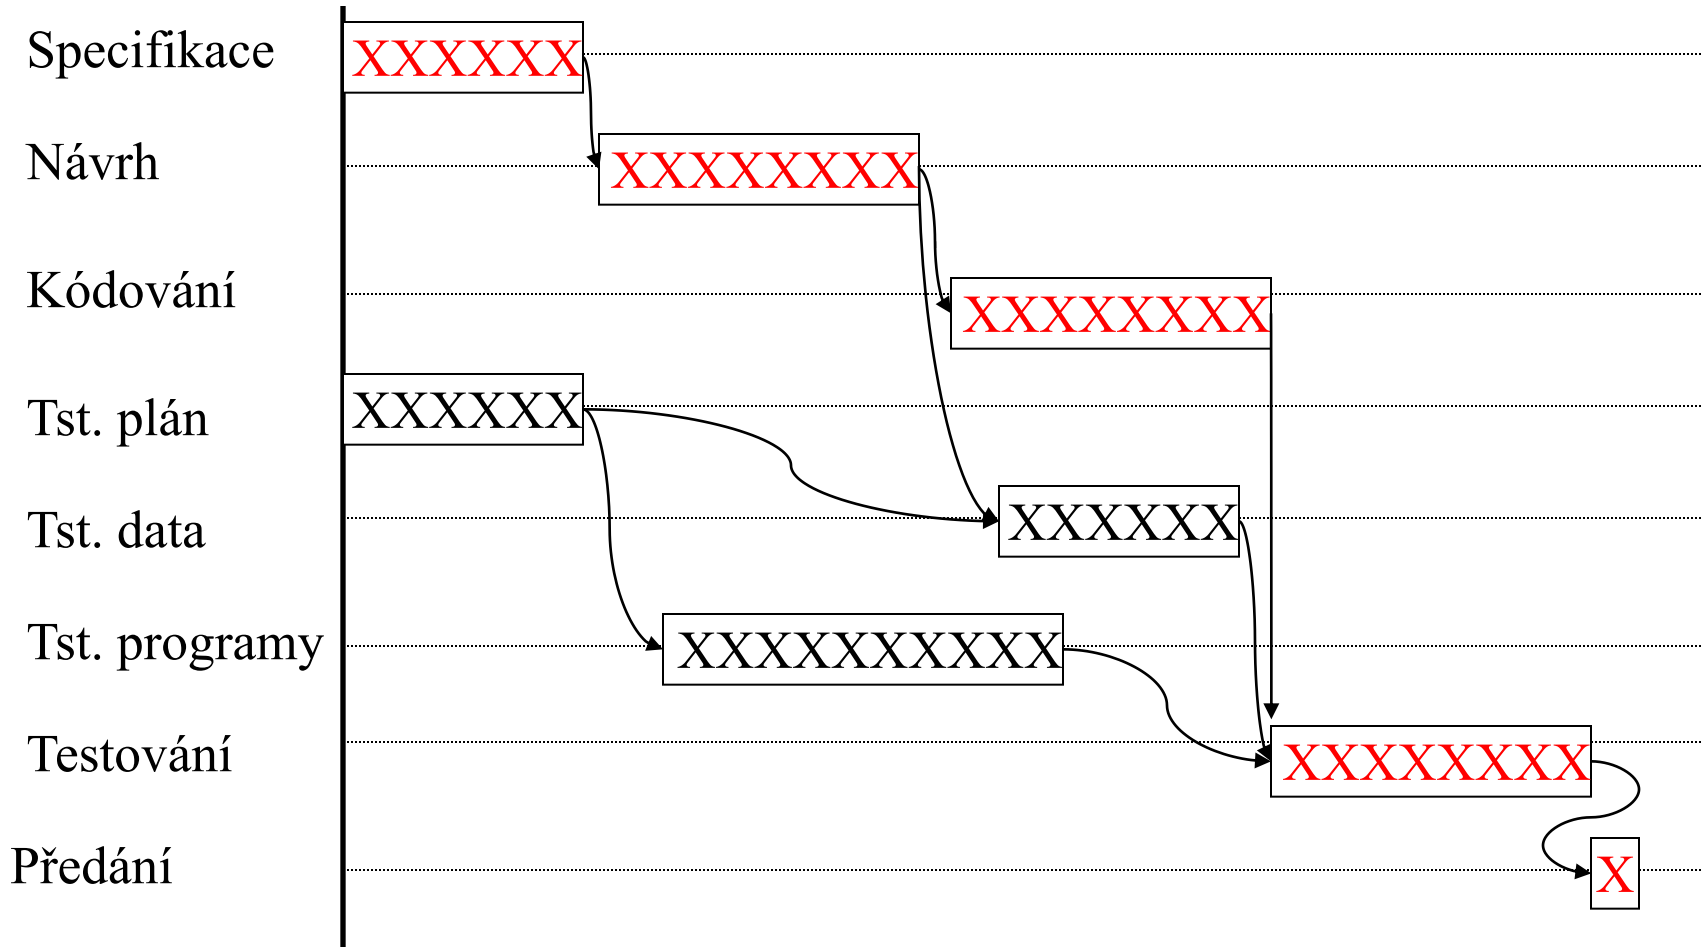 Specifikace XXXXXX
Návrh XXXXXXXX
Kódování XXXXXXXX
Tst. plán XXXXXX
Tst. data XXXXXX
Tst. programy XXXXXXXXXX
Testování XXXXXXXX
Předání X